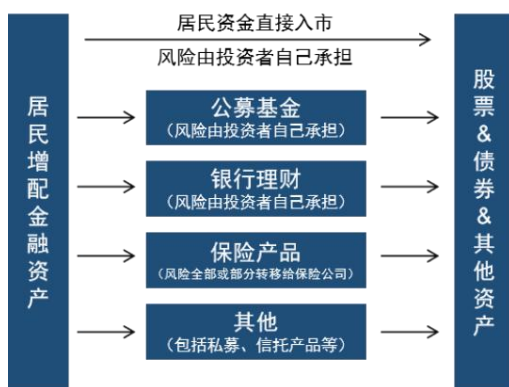 居民资金直接入市
风险由投资者自己承担
居民增配金融资产
公募基金
（风险由投资者自己承担）
银行理财
（风险由投资者自己承担）
保险产品
（风险全部或部分转移给保险公司）
其他
（包括私募、信托产品等）
股票&债券&其他资产